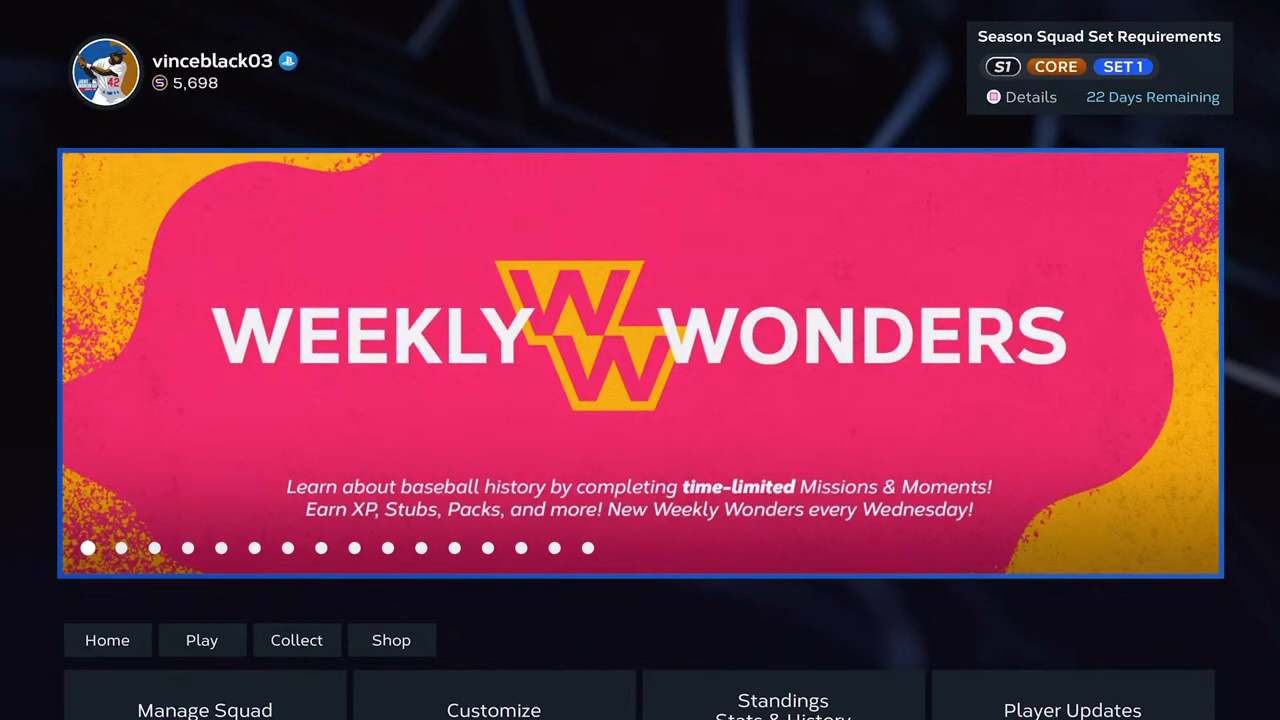 vinceblack03
5,698
Season Squad Set Requirements
S1 CORE SET 1
Details 22 Days Remaining
W
W
WEEKLY WONDERS
Learn about baseball history by completing time-limited Missions & Moments!
Earn XP, Stubs, Packs, and more! New Weekly Wonders every Wednesday!
Home Play Collect Shop
Manage Squad Customize Standings Player Updates
Stats & History